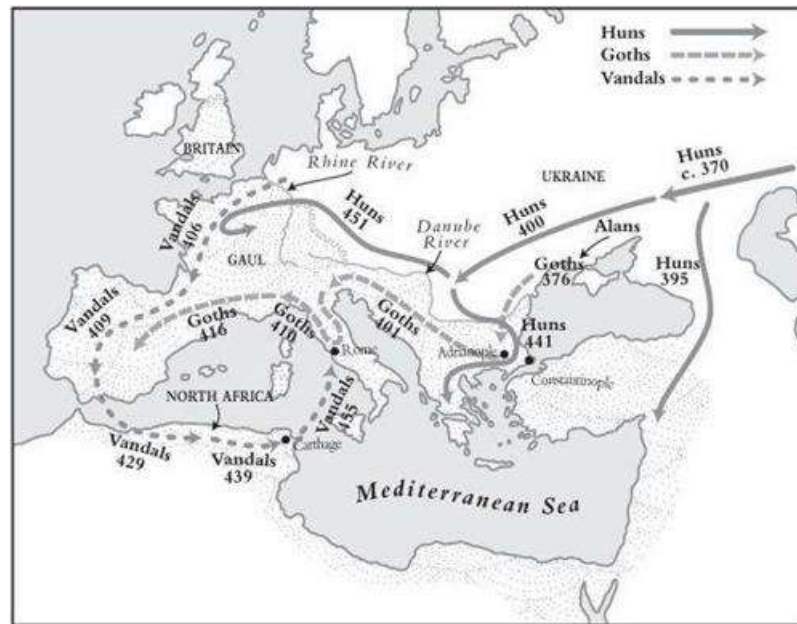 Huns
Goths
Vandals
BRITAIN
Rhine River
UKRAINE
Huns
c. 370
Vandals
406
Huns
451
Danube
River
Huns
400
Alans
GAUL
Goths
376
Huns
395
Vandals
409
Goths
416
Goths
410
Goths
401
Rome
Adrianople
Huns
441
Constantinople
NORTH AFRICA
Vandals
455
Carthage
Vandals
429
Vandals
439
Mediterranean Sea